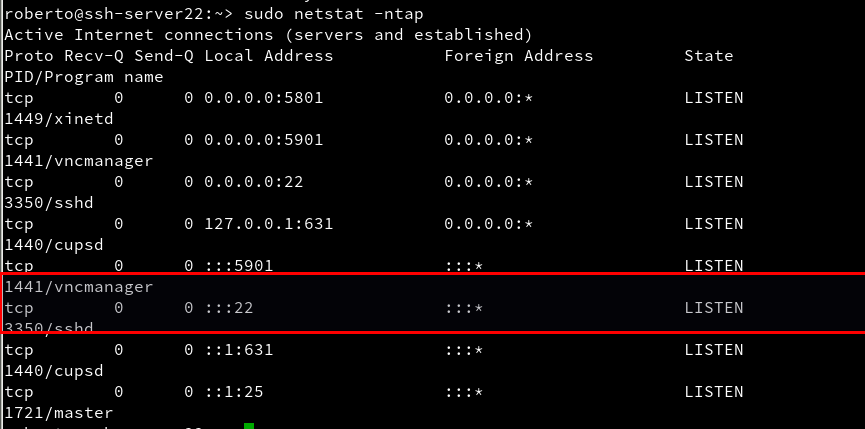 roberto@ssh-server22:~> sudo netstat -ntap
Active Internet connections (servers and established)
Proto Recv-Q Send-Q Local Address           Foreign Address         State
PID/Program name
tcp        0      0 0.0.0.0:5801            0.0.0.0:*               LISTEN
1449/xinetd
tcp        0      0 0.0.0.0:5901            0.0.0.0:*               LISTEN
1441/vncmanager
tcp        0      0 0.0.0.0:22              0.0.0.0:*               LISTEN
3350/sshd
tcp        0      0 127.0.0.1:631           0.0.0.0:*               LISTEN
1440/cupsd
tcp        0      0 :::5901                 :::*                    LISTEN
1441/vncmanager
tcp        0      0 :::22                   :::*                    LISTEN
3350/sshd
tcp        0      0 ::1:631                 :::*                    LISTEN
1440/cupsd
tcp        0      0 ::1:25                  :::*                    LISTEN
1721/master